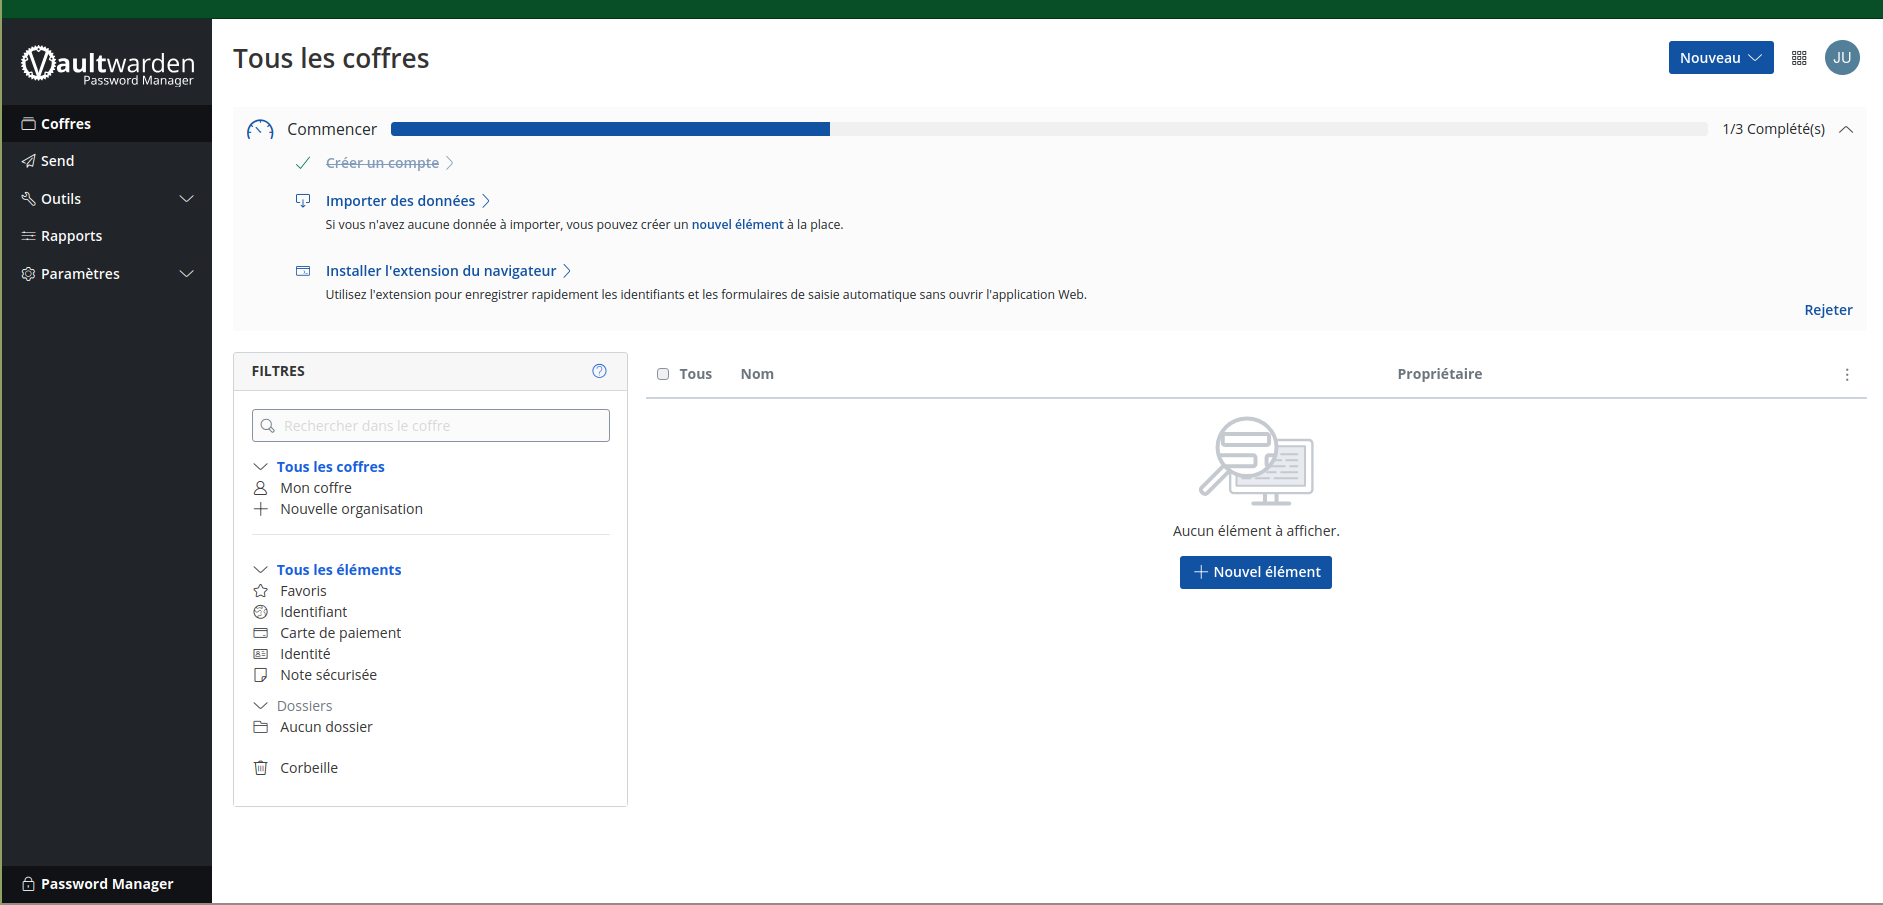 Vaultwarden
Password Manager
Coffres
Send
Outils
Rapports
Paramètres
Password Manager
Tous les coffres
Nouveau
JU
Commencer
1/3 Complété(s)
Créer un compte
Importer des données
Si vous n'avez aucune donnée à importer, vous pouvez créer un nouvel élément à la place.
Installer l'extension du navigateur
Utilisez l'extension pour enregistrer rapidement les identifiants et les formulaires de saisie automatique sans ouvrir l'application Web.
Rejeter
FILTRES
Rechercher dans le coffre
Tous les coffres
Mon coffre
Nouvelle organisation
Tous les éléments
Favoris
Identifiant
Carte de paiement
Identité
Note sécurisée
Dossiers
Aucun dossier
Corbeille
Tous Nom Propriétaire
Aucun élément à afficher.
Nouvel élément